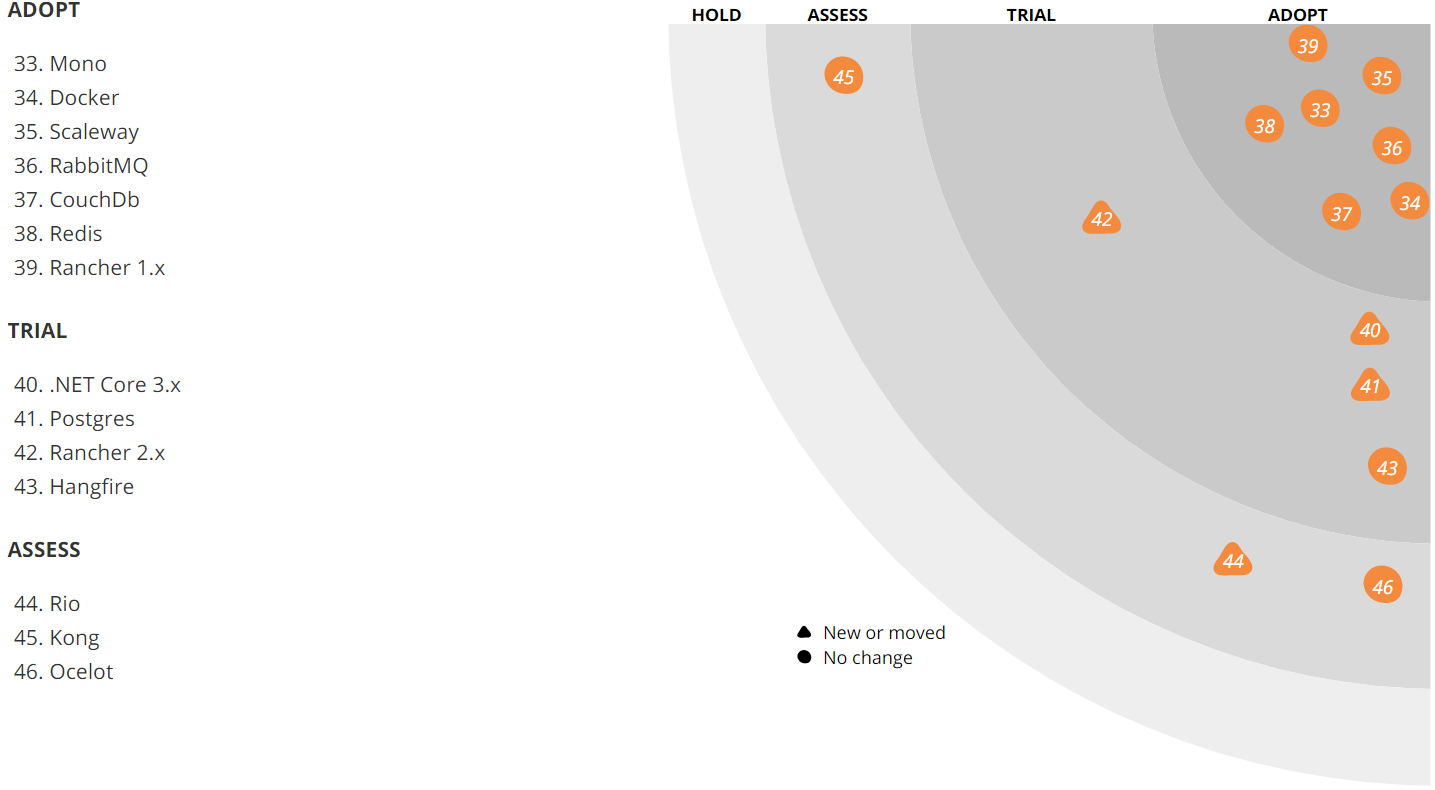 ADOPT
33. Mono
34. Docker
35. Scaleway
36. RabbitMQ
37. CouchDb
38. Redis
39. Rancher 1.x
TRIAL
40. .NET Core 3.x
41. Postgres
42. Rancher 2.x
43. Hangfire
ASSESS
44. Rio
45. Kong
46. Ocelot
HOLD ASSESS TRIAL ADOPT
39
45
35
33
38
36
34
37
42
40
41
43
44
46
New or moved
No change